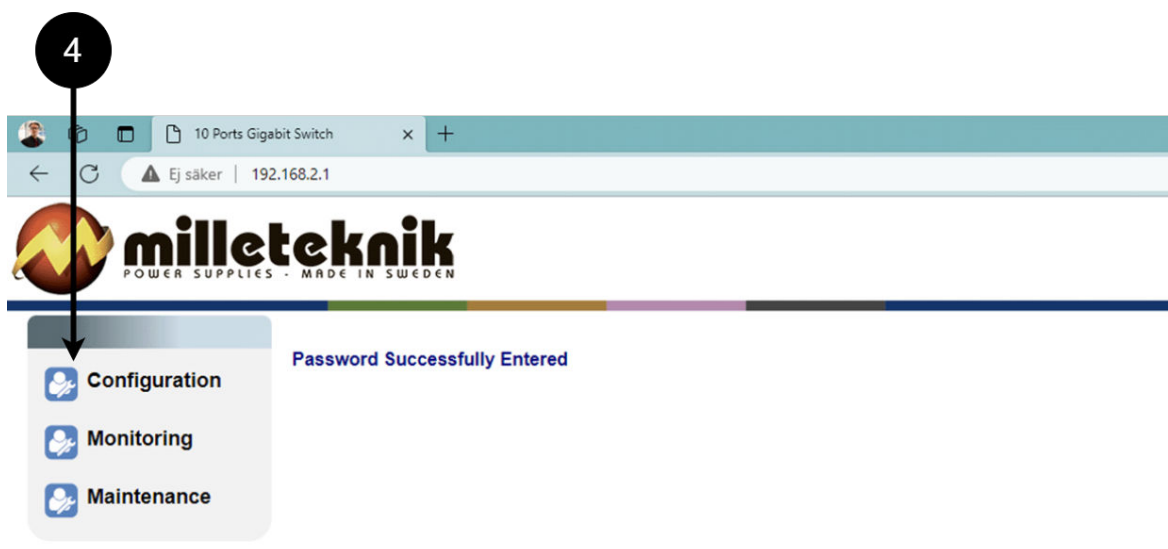 4
10 Ports Gigabit Switch
Ej säker | 192.168.2.1
milleteknik
POWER SUPPLIES - MADE IN SWEDEN
Password Successfully Entered
Configuration
Monitoring
Maintenance